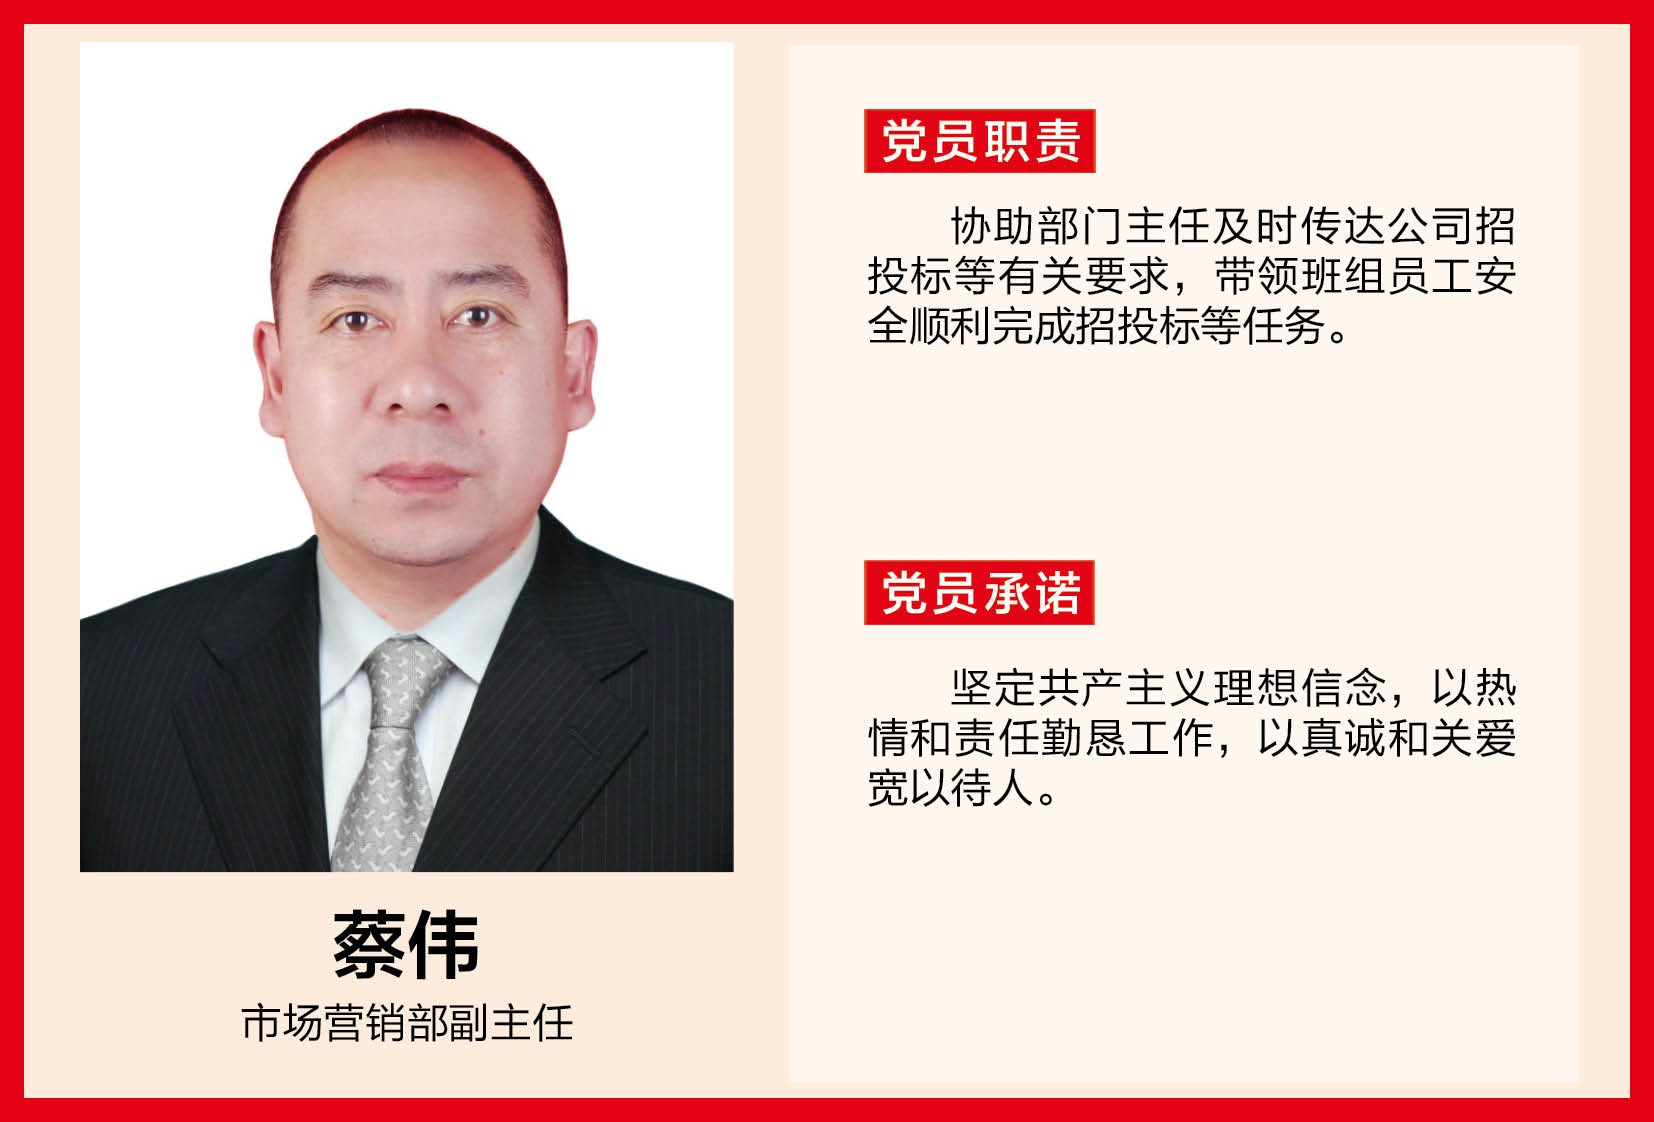 党员职责
协助部门主任及时传达公司招
投标等有关要求，带领班组员工安
全顺利完成招投标等任务。
党员承诺
坚定共产主义理想信念，以热
情和责任勤恳工作，以真诚和关爱
宽以待人。
蔡伟
市场营销部副主任